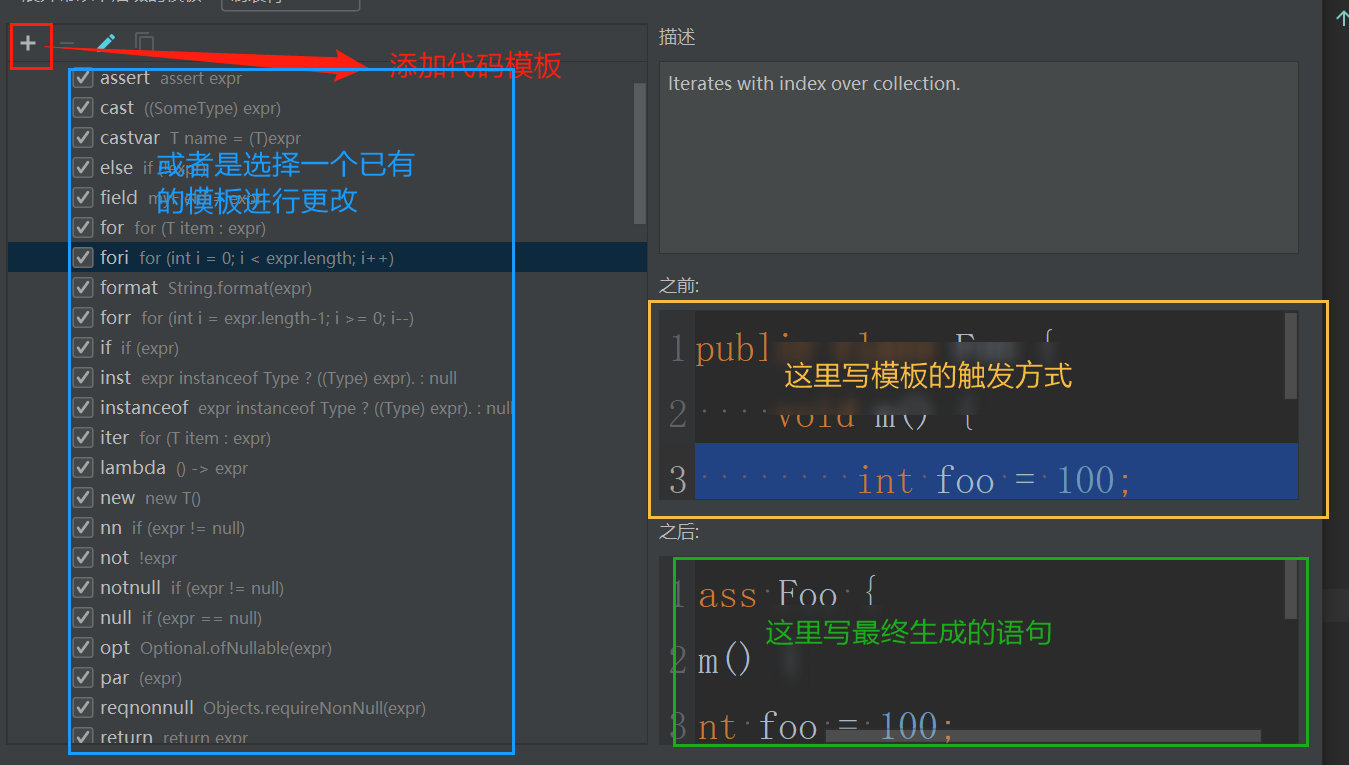 添加代码模板
assert assert expr
cast ((SomeType) expr)
castvar T name = (T)expr
else if
或者是选择一个已有
field
的模板进行更改
for for (T item : expr)
fori for (int i = 0; i < expr.length; i++)
format String.format(expr)
forr for (int i = expr.length-1; i >= 0; i--)
if if (expr)
inst expr instanceof Type ? ((Type) expr). : null
instanceof expr instanceof Type ? ((Type) expr). : null
iter for (T item : expr)
lambda () -> expr
new new T()
nn if (expr != null)
not !expr
notnull if (expr != null)
null if (expr == null)
opt Optional.ofNullable(expr)
par (expr)
reqnonnull Objects.requireNonNull(expr)
return return expr
描述
Iterates with index over collection.
之前:
1 publ
这里写模板的触发方式
2 void m() {
3 int foo = 100;
之后:
1 ass Foo {
这里写最终生成的语句
2 m()
3 nt foo = 100;